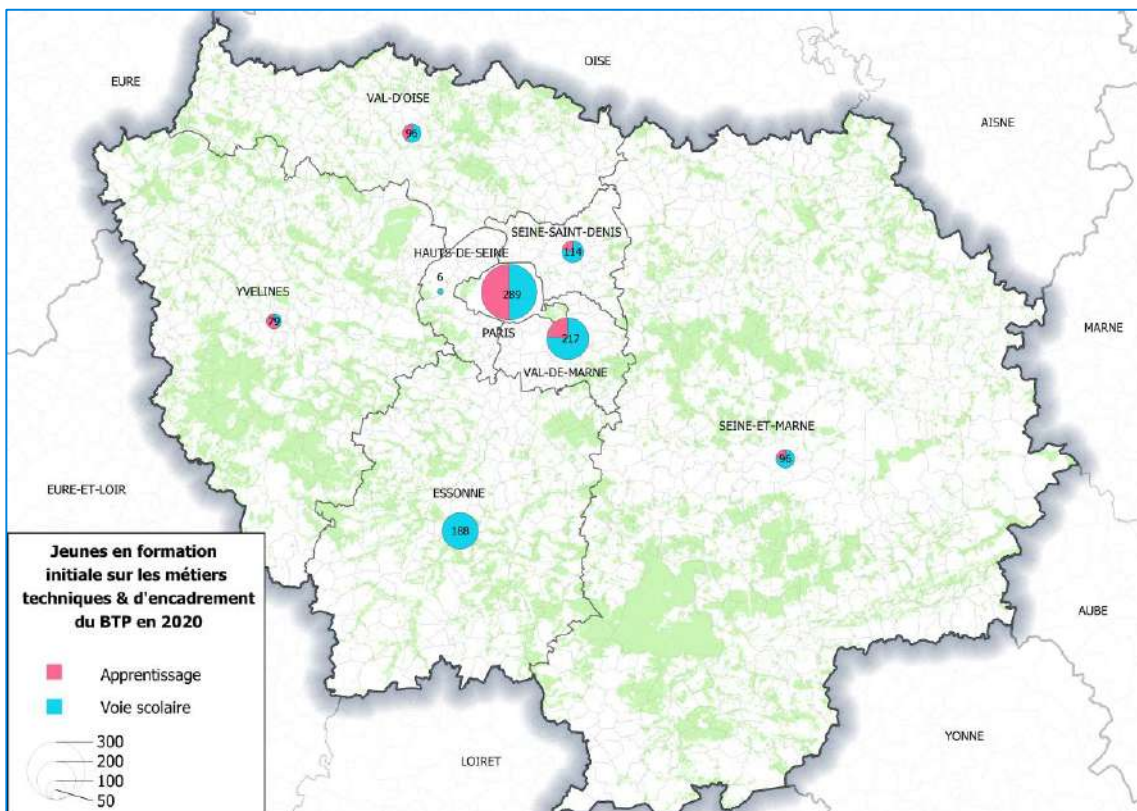 OISE
EURE
VAL-D'OISE
96
AISNE
SEINE-SAINT-DENIS
114
HAUTS-DE-SEINE
6
289
YVELINES
79
MARNE
PARIS
217
VAL-DE-MARNE
SEINE-ET-MARNE
96
EURE-ET-LOIR
ESSONNE
188
Jeunes en formation
initiale sur les métiers
techniques & d'encadrement
du BTP en 2020
Apprentissage
Voie scolaire
300
200
100
50
AUBE
YONNE
LOIRET